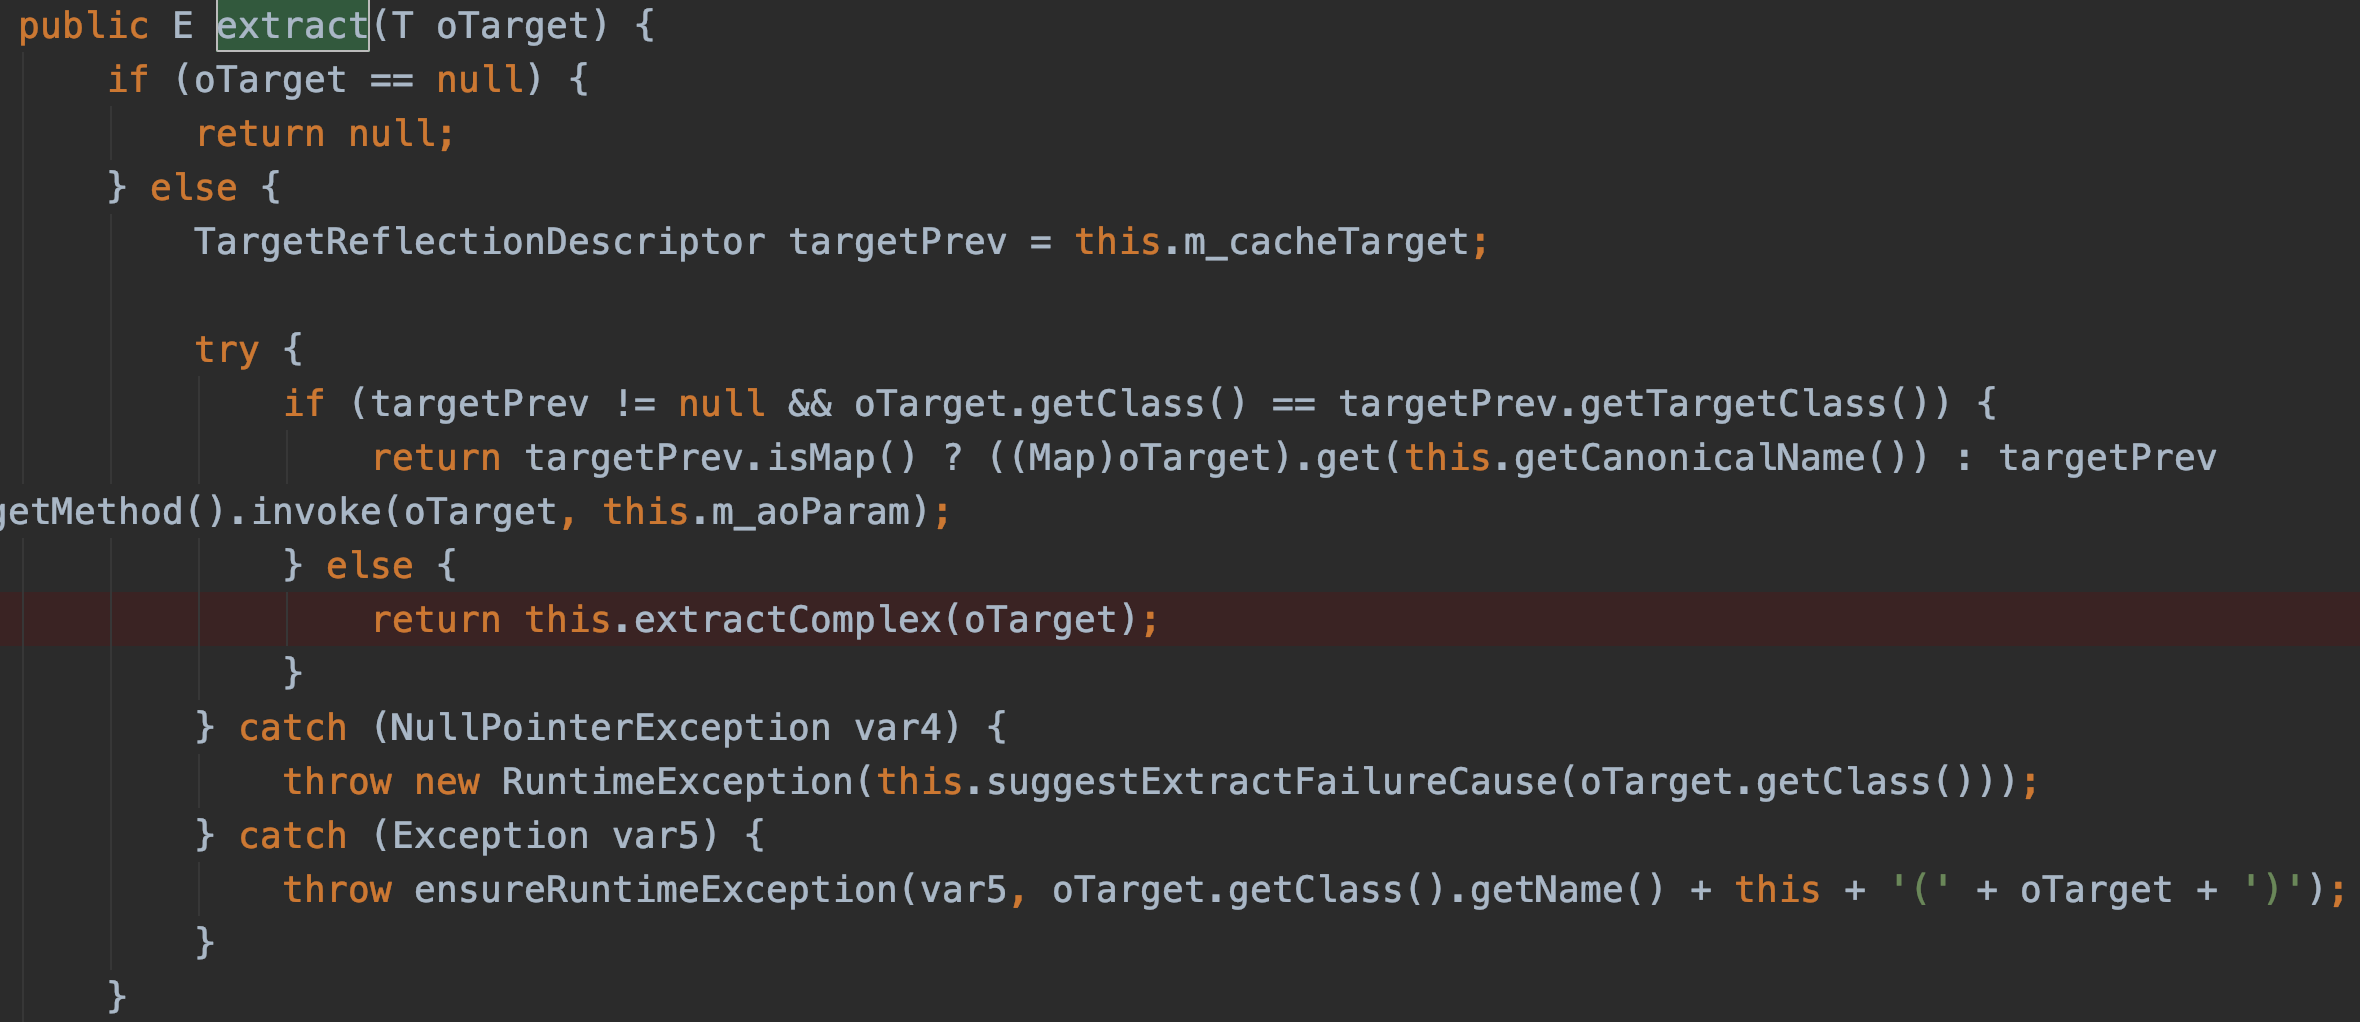 public E extract(T oTarget) {
if (oTarget == null) {
return null;
} else {
TargetReflectionDescriptor targetPrev = this.m_cacheTarget;
try {
if (targetPrev != null && oTarget.getClass() == targetPrev.getTargetClass()) {
return targetPrev.isMap() ? ((Map)oTarget).get(this.getCanonicalName()) : targetPrev
getMethod().invoke(oTarget, this.m_aoParam);
} else {
return this.extractComplex(oTarget);
}
} catch (NullPointerException var4) {
throw new RuntimeException(this.suggestExtractFailureCause(oTarget.getClass()));
} catch (Exception var5) {
throw ensureRuntimeException(var5, oTarget.getClass().getName() + this + '(' + oTarget + ')');
}
}